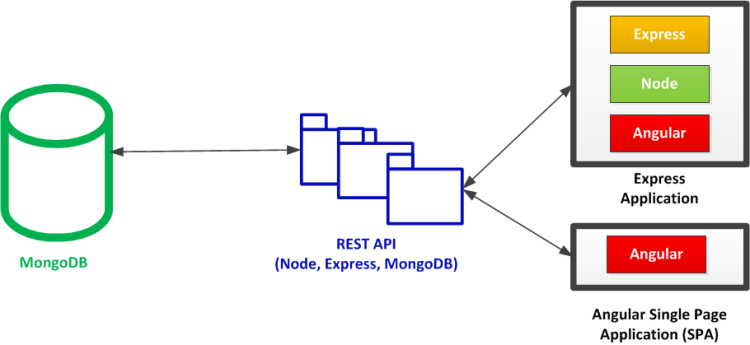 MongoDB
REST API
(Node, Express, MongoDB)
Express
Node
Angular
Express
Application
Angular
Angular Single Page
Application (SPA)